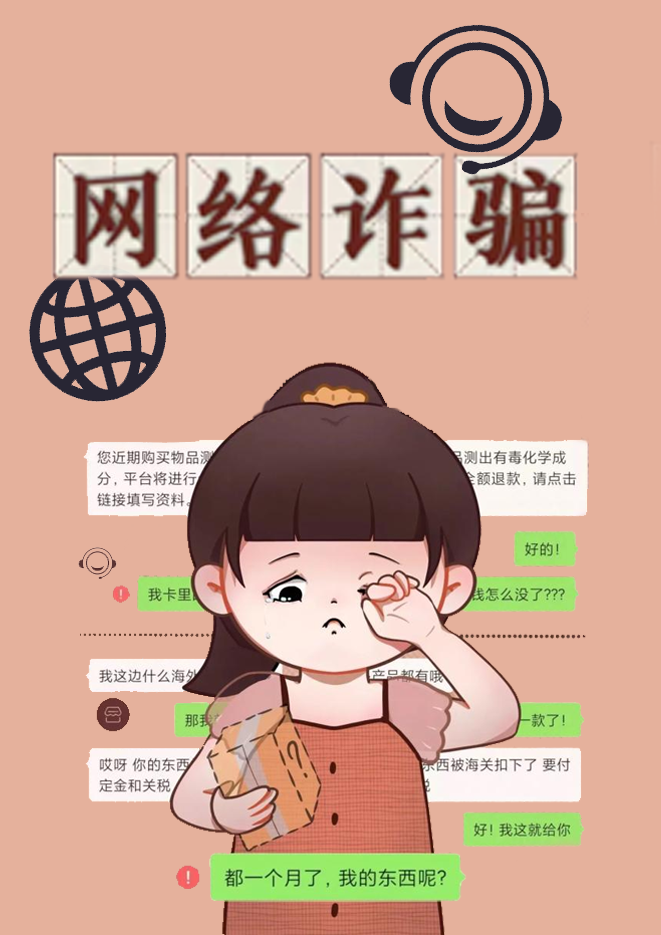 网络诈骗
您近期购买物品测 品测出有毒化学成
分，平台将进行 全额退款，请点击
链接填写资料。
好的！
我卡里 钱怎么没了???
我这边什么海外 产品都有哦
那我 一款了！
哎呀 你的东西 东西被海关扣下了 要付
定金和关税
好！我这就给你
都一个月了，我的东西呢？